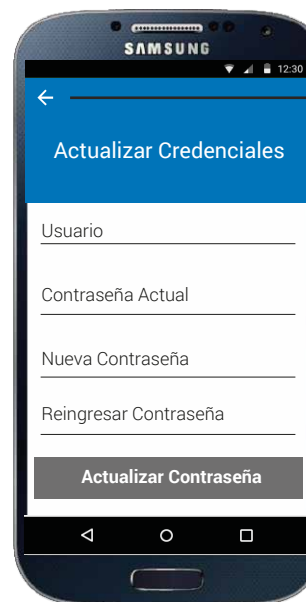 SAMSUNG
12:30
Actualizar Credenciales
Usuario
Contraseña Actual
Nueva Contraseña
Reingresar Contraseña
Actualizar Contraseña